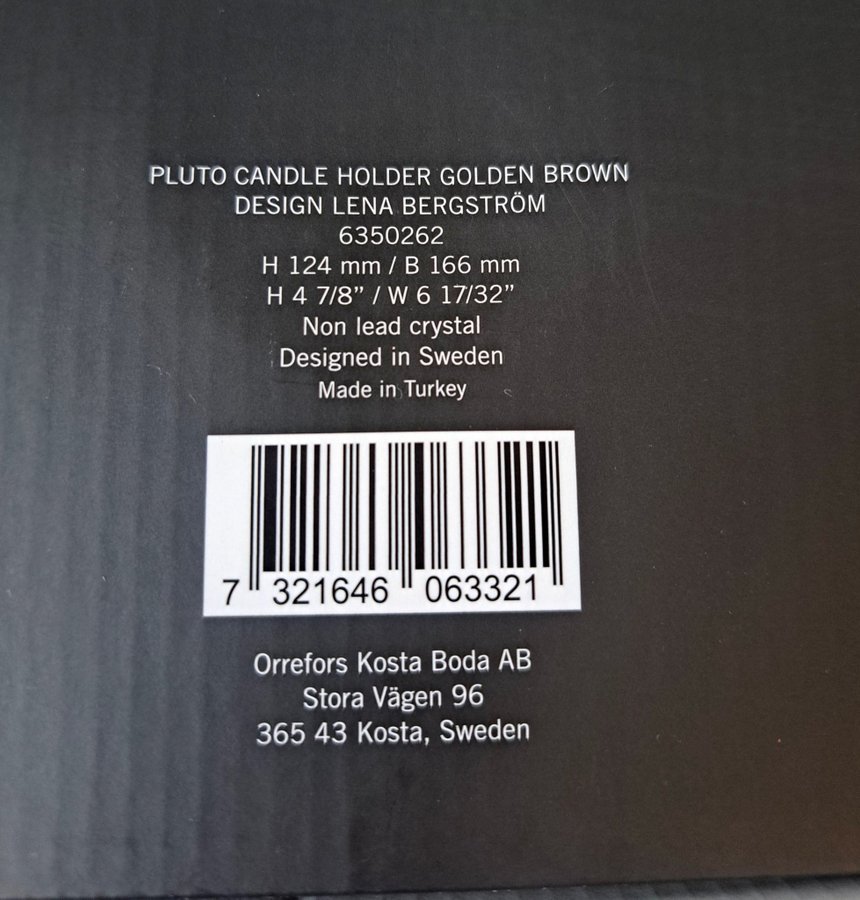 PLUTO CANDLE HOLDER GOLDEN BROWN
DESIGN LENA BERGSTRÖM
6350262
H 124 mm / B 166 mm
H 4 7/8” / W 6 17/32”
Non lead crystal
Designed in Sweden
Made in Turkey
7 321646 063321
Orrefors Kosta Boda AB
Stora Vägen 96
365 43 Kosta, Sweden